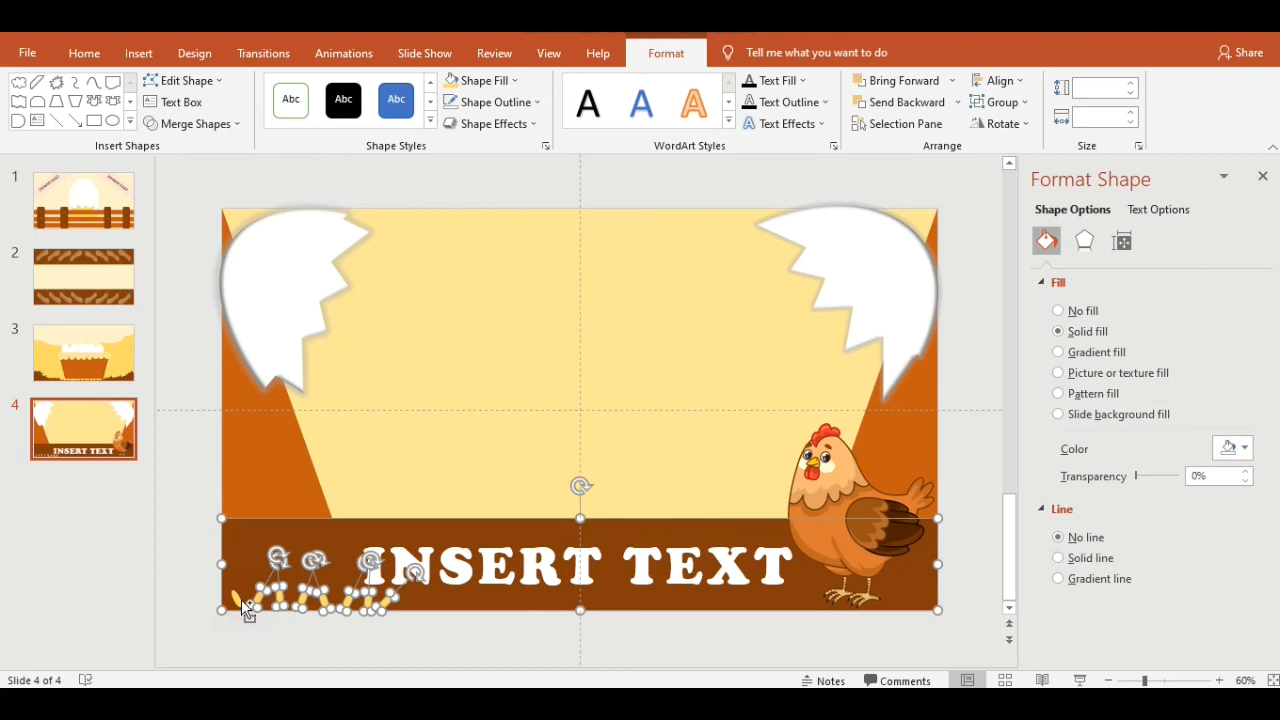 File Home Insert Design Transitions Animations Slide Show Review View Help Format Tell me what you want to do Share
Edit Shape
Text Box
Merge Shapes
Insert Shapes
Abc Abc Abc
Shape Fill
Shape Outline
Shape Effects
Shape Styles
A A A
Text Fill
Text Outline
Text Effects
WordArt Styles
Bring Forward
Send Backward
Selection Pane
Align
Group
Rotate
Arrange
Size
1
2
3
4
INSERT TEXT
INSERT TEXT
Format Shape
Shape Options Text Options
Fill
No fill
Solid fill
Gradient fill
Picture or texture fill
Pattern fill
Slide background fill
Color
Transparency 0%
Line
No line
Solid line
Gradient line
Slide 4 of 4
Notes Comments 60%